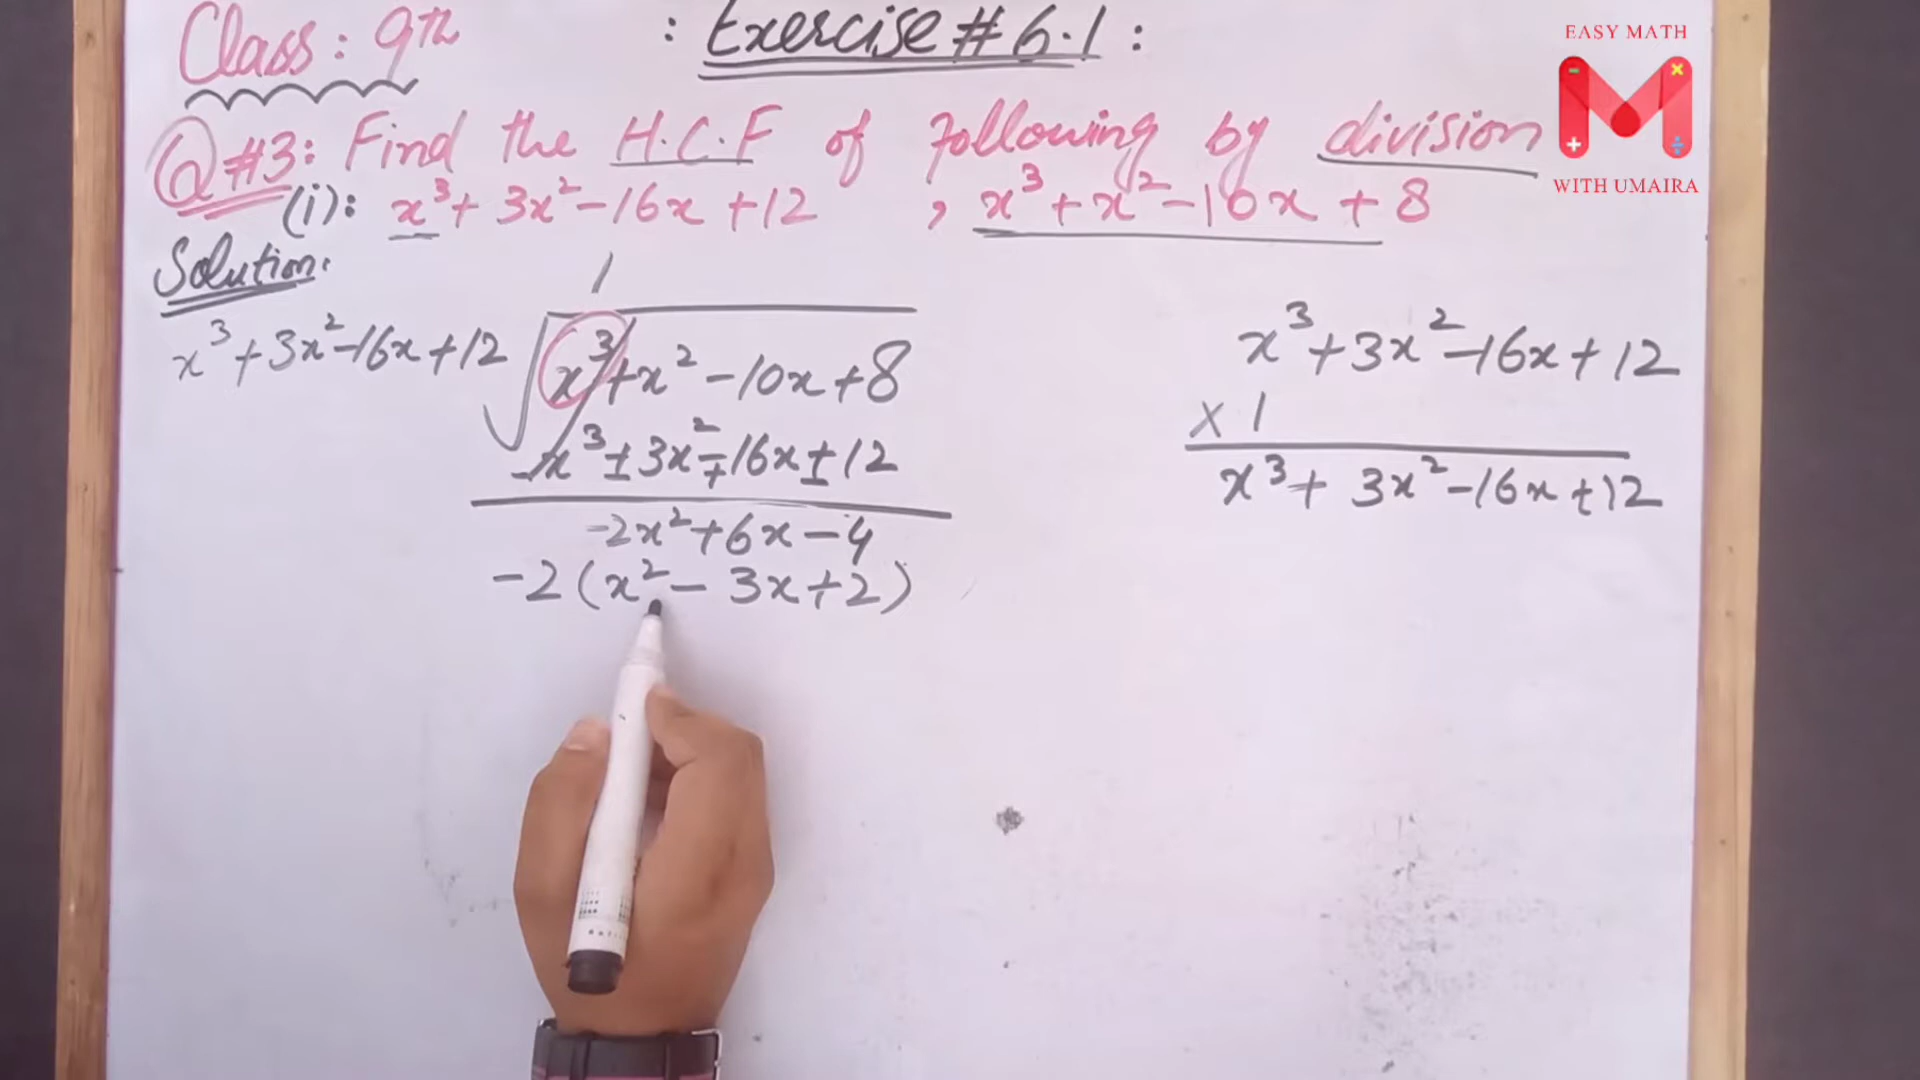 Class: 9th
: Exercise # 6.1 :
EASY MATH
WITH UMAIRA
Q#3: Find the H.C.F of following by division
(i): x³+ 3x²-16x+12 , x³+x²-10x+8
Solution:
1
x³+3x²-16x+12 x³+x²-10x+8
-x³±3x²∓16x±12
-2x²+6x-4
-2(x²-3x+2)
x³+3x²-16x+12
×1
x³+ 3x²-16x+12